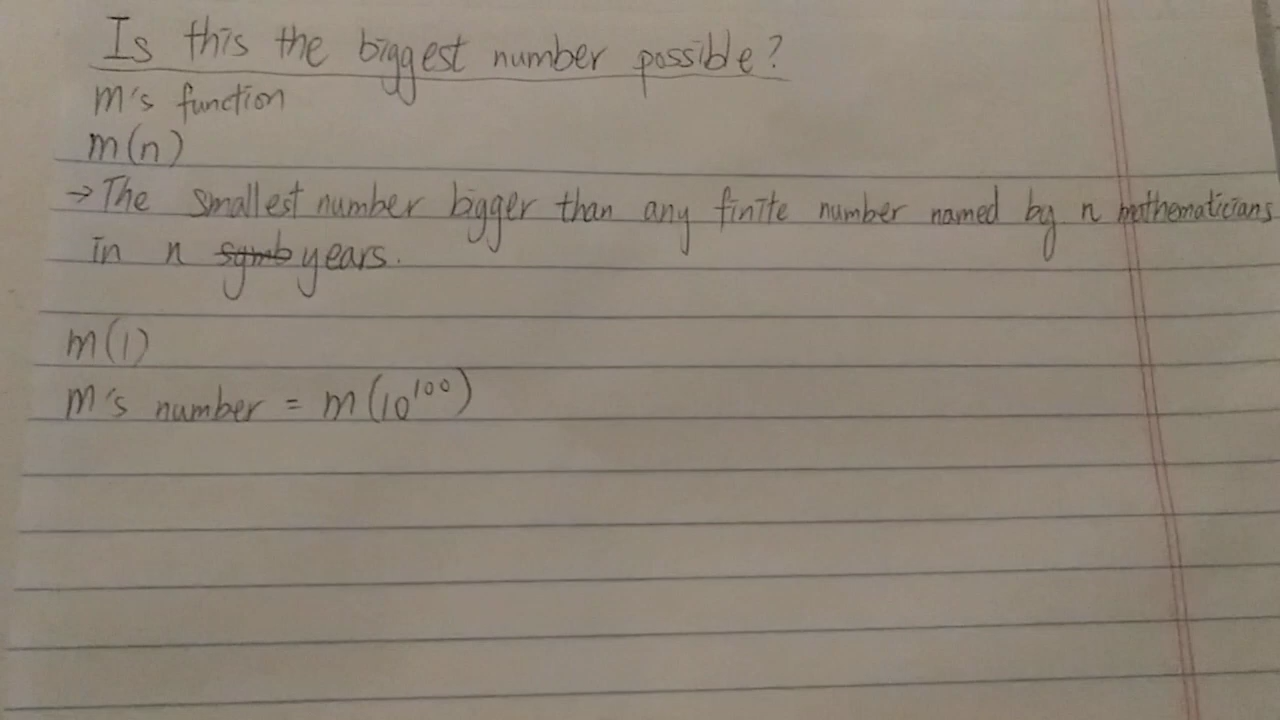 Is this the biggest number possible?
m's function
m(n)
→ The smallest number bigger than any finite number named by n mathematicians
in n years.
m(1)
m's number = m(10^100)